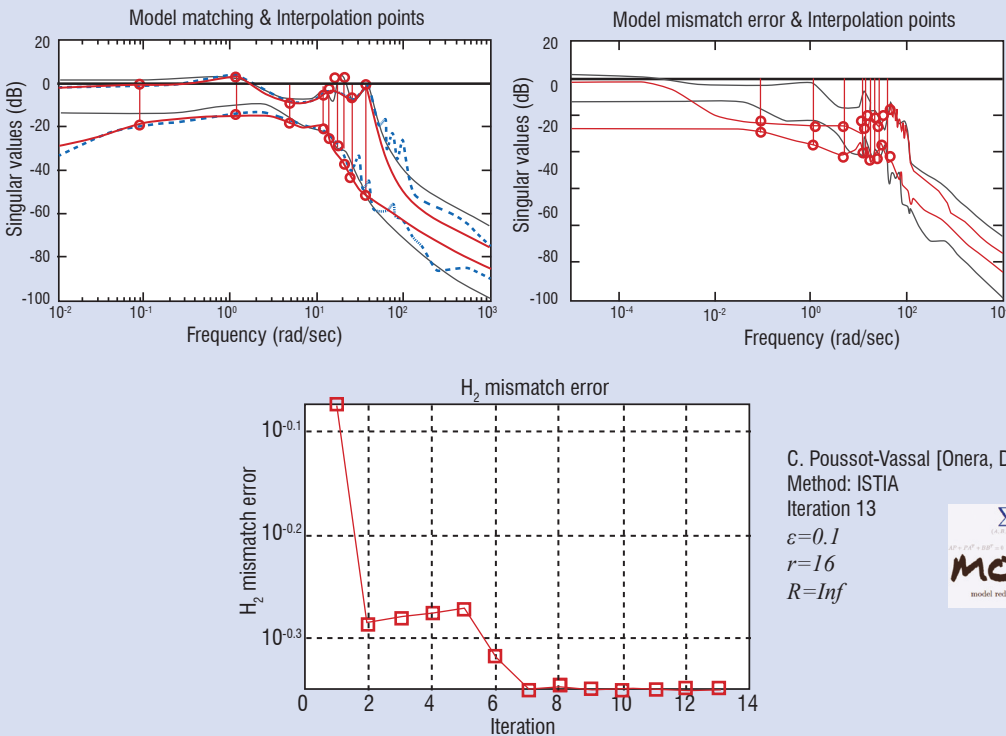 Model matching & Interpolation points
Singular values (dB)
20
0
-20
-40
-60
-80
-100
10-2
10-1
100
101
102
103
Frequency (rad/sec)
Model mismatch error & Interpolation points
Singular values (dB)
20
0
-20
-40
-60
-80
-100
10-4
10-2
100
102
Frequency (rad/sec)
H2 mismatch error
H2 mismatch error
10-0.1
10-0.2
10-0.3
0
2
4
6
8
10
12
14
Iteration
C. Poussot-Vassal [Onera, D
Method: ISTIA
Iteration 13
ε=0.1
r=16
R=Inf
Σ
model red